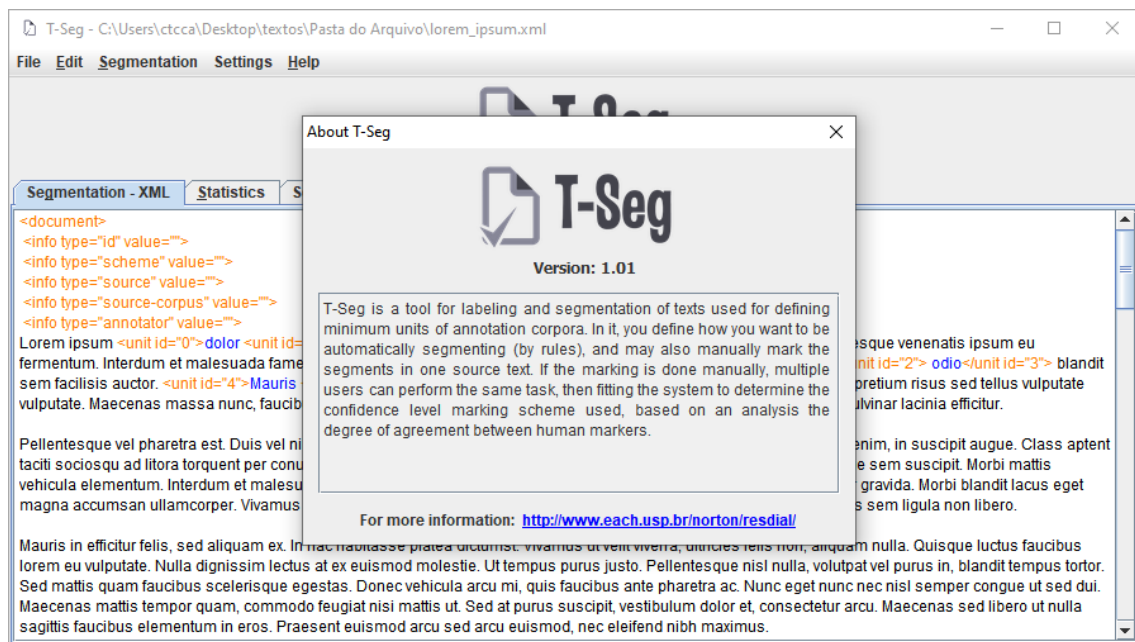 T-Seg - C:\Users\ctcca\Desktop\textos\Pasta do Arquivo\lorem_ipsum.xml
File Edit Segmentation Settings Help
T-Seg
About T-Seg
T-Seg
Version: 1.01
T-Seg is a tool for labeling and segmentation of texts used for defining
minimum units of annotation corpora. In it, you define how you want to be
automatically segmenting (by rules), and may also manually mark the
segments in one source text. If the marking is done manually, multiple
users can perform the same task, then fitting the system to determine the
confidence level marking scheme used, based on an analysis the
degree of agreement between human markers.
For more information: http://www.each.usp.br/norton/resdial/
Segmentation - XML Statistics S
<document>
<info type="id" value="">
<info type="scheme" value="">
<info type="source" value="">
<info type="source-corpus" value="">
<info type="annotator" value="">
Lorem ipsum <unit id="0">dolor <unit id= esque venenatis ipsum eu
fermentum. Interdum et malesuada fame nit id="2"> odio</unit id="3"> blandit
sem facilisis auctor. <unit id="4">Mauris pretium risus sed tellus vulputate
vulputate. Maecenas massa nunc, faucib ulvinar lacinia efficitur.
Pellentesque vel pharetra est. Duis vel ni enim, in suscipit augue. Class aptent
taciti sociosqu ad litora torquent per conu e sem suscipit. Morbi mattis
vehicula elementum. Interdum et malesu gravida. Morbi blandit lacus eget
magna accumsan ullamcorper. Vivamus s sem ligula non libero.
Mauris in efficitur felis, sed aliquam ex. In hac habitasse platea dictumst. Vivamus ut velit viverra, ultricies felis non, aliquam nulla. Quisque luctus faucibus
lorem eu vulputate. Nulla dignissim lectus at ex euismod molestie. Ut tempus purus justo. Pellentesque nisl nulla, volutpat vel purus in, blandit tempus tortor.
Sed mattis quam faucibus scelerisque egestas. Donec vehicula arcu mi, quis faucibus ante pharetra ac. Nunc eget nunc nec nisl semper congue ut sed dui.
Maecenas mattis tempor quam, commodo feugiat nisi mattis ut. Sed at purus suscipit, vestibulum dolor et, consectetur arcu. Maecenas sed libero ut nulla
sagittis faucibus elementum in eros. Praesent euismod arcu sed arcu euismod, nec eleifend nibh maximus.